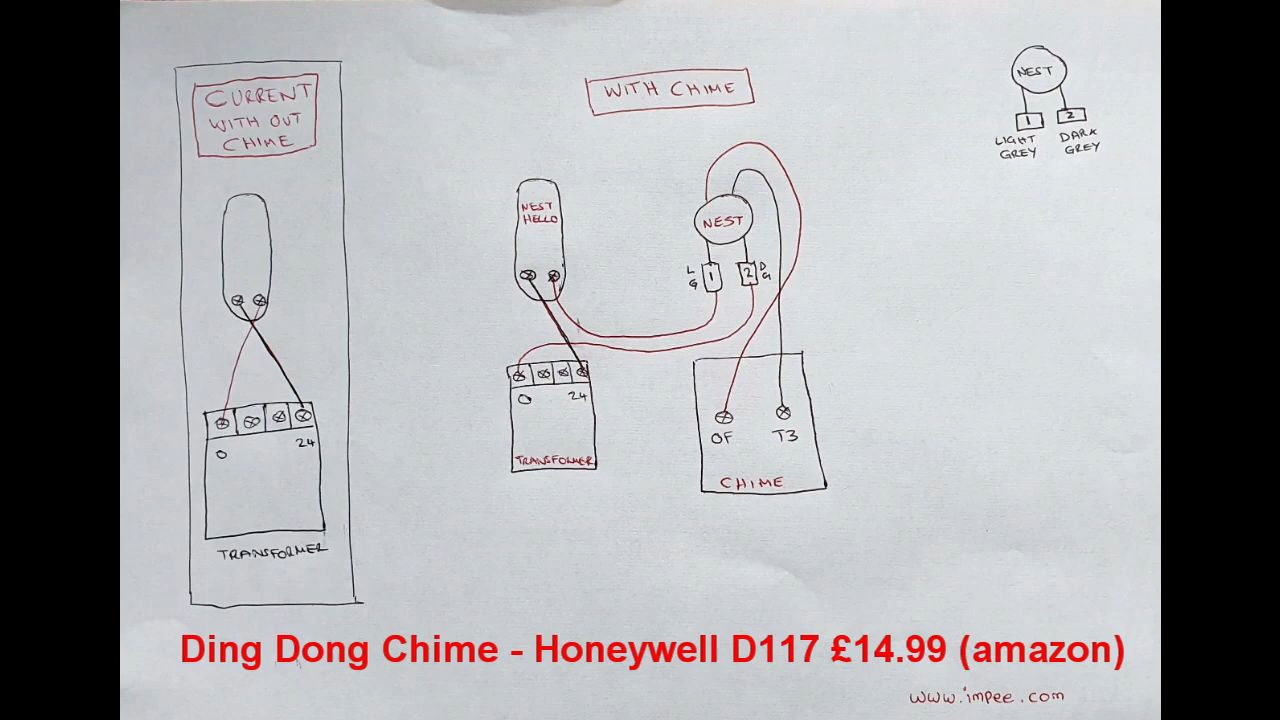 CURRENT
WITH OUT
CHIME
0
24
TRANSFORMER
WITH CHIME
NEST
HELLO
0
24
TRANSFORMER
NEST
L
G
1
2
D
G
OF
T3
CHIME
NEST
1
2
LIGHT
GREY
DARK
GREY
Ding Dong Chime - Honeywell D117 £14.99 (amazon)
www.impee.com